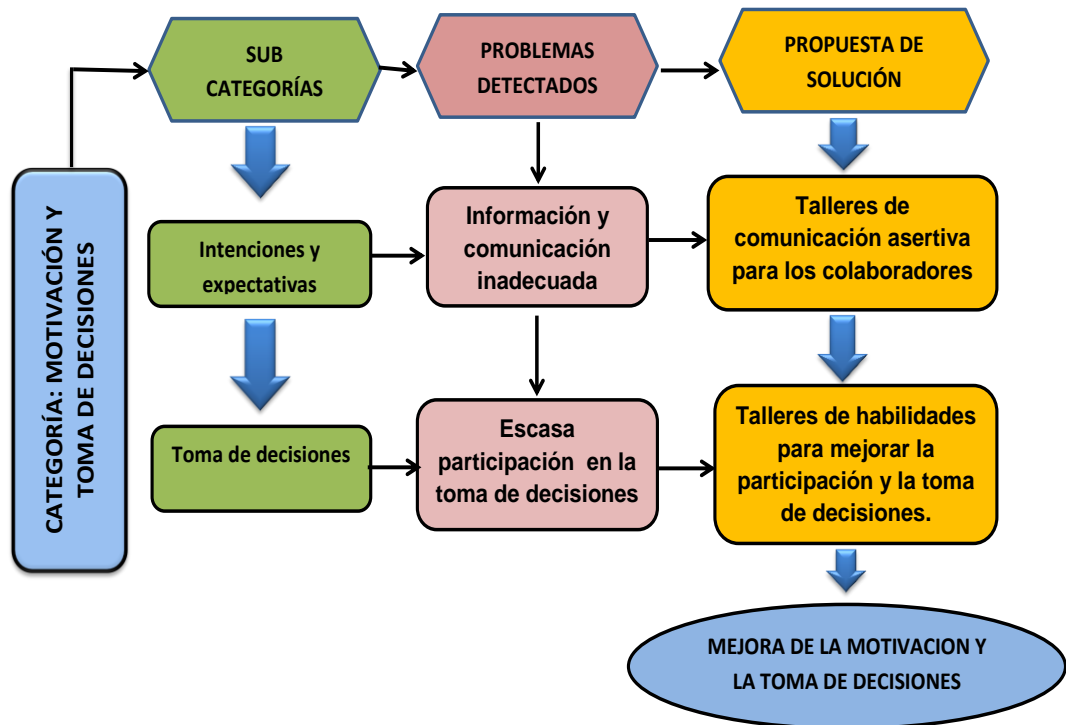 SUB
CATEGORÍAS
PROBLEMAS
DETECTADOS
PROPUESTA DE
SOLUCIÓN
CATEGORÍA: MOTIVACIÓN Y
TOMA DE DECISIONES
Intenciones y
expectativas
Información y
comunicación
inadecuada
Talleres de
comunicación asertiva
para los colaboradores
Toma de decisiones
Escasa
participación en la
toma de decisiones
Talleres de habilidades
para mejorar la
participación y la toma
de decisiones.
MEJORA DE LA MOTIVACION Y
LA TOMA DE DECISIONES